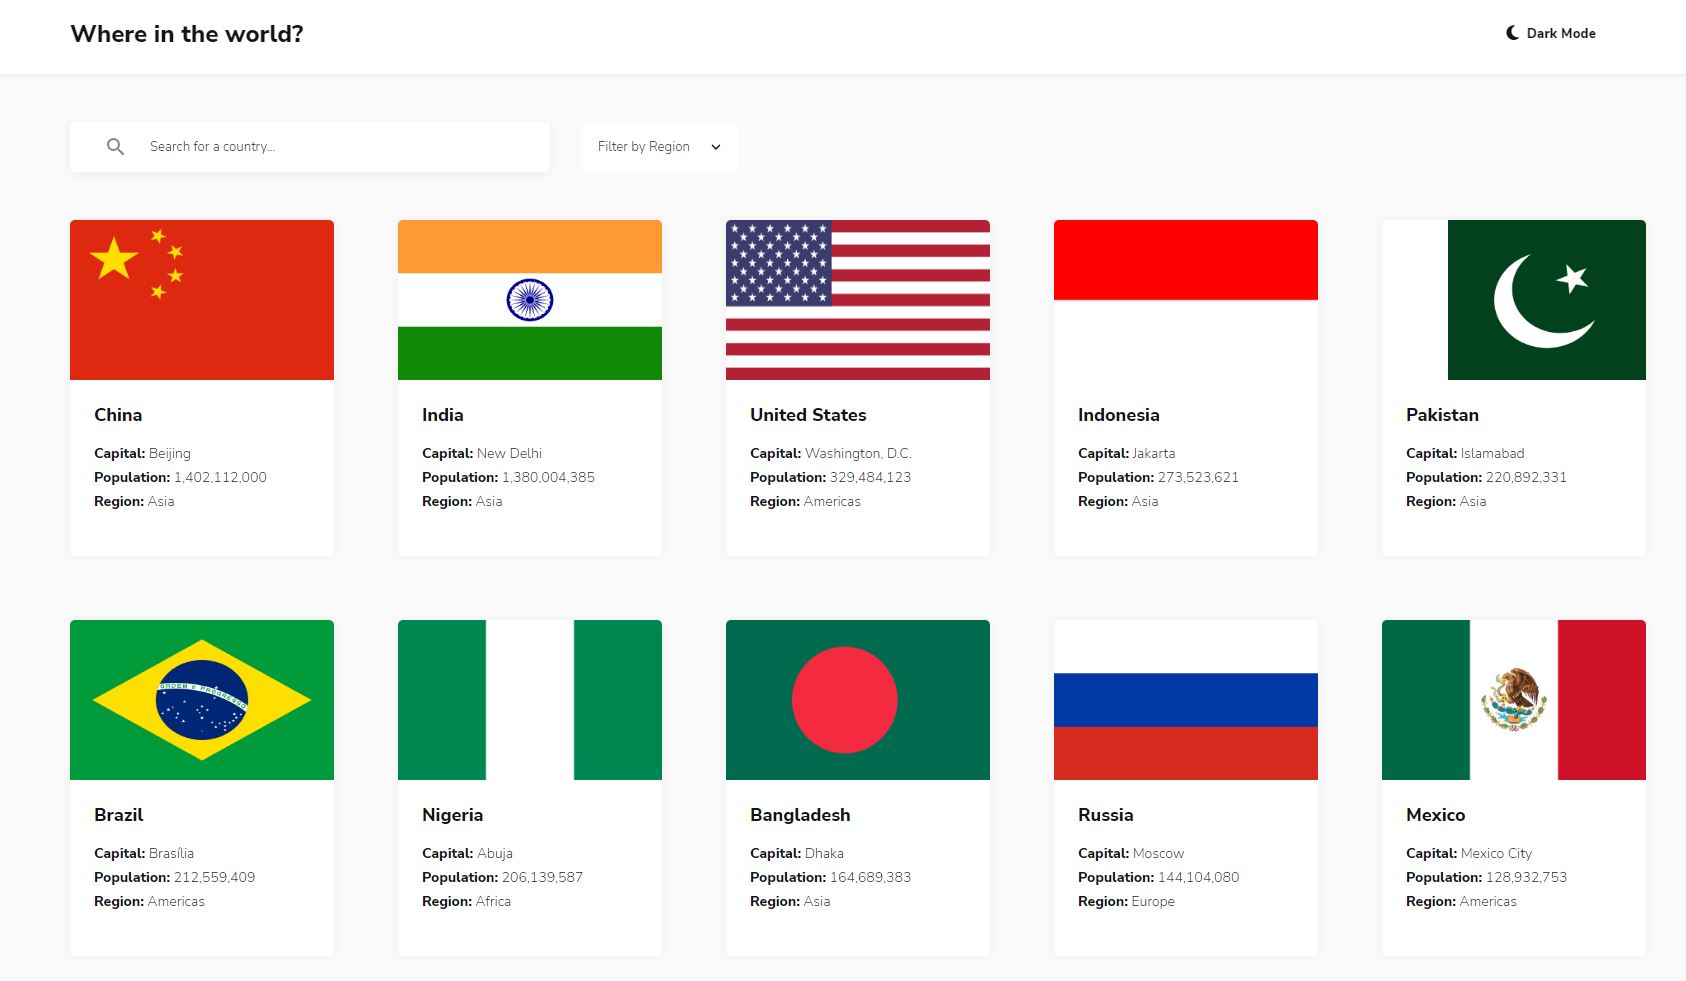 Where in the world?
Dark Mode
Search for a country...
Filter by Region
China
Capital: Beijing
Population: 1,402,112,000
Region: Asia
India
Capital: New Delhi
Population: 1,380,004,385
Region: Asia
United States
Capital: Washington, D.C.
Population: 329,484,123
Region: Americas
Indonesia
Capital: Jakarta
Population: 273,523,621
Region: Asia
Pakistan
Capital: Islamabad
Population: 220,892,331
Region: Asia
ORDEM E PROGRESSO
Brazil
Capital: Brasília
Population: 212,559,409
Region: Americas
Nigeria
Capital: Abuja
Population: 206,139,587
Region: Africa
Bangladesh
Capital: Dhaka
Population: 164,689,383
Region: Asia
Russia
Capital: Moscow
Population: 144,104,080
Region: Europe
Mexico
Capital: Mexico City
Population: 128,932,753
Region: Americas